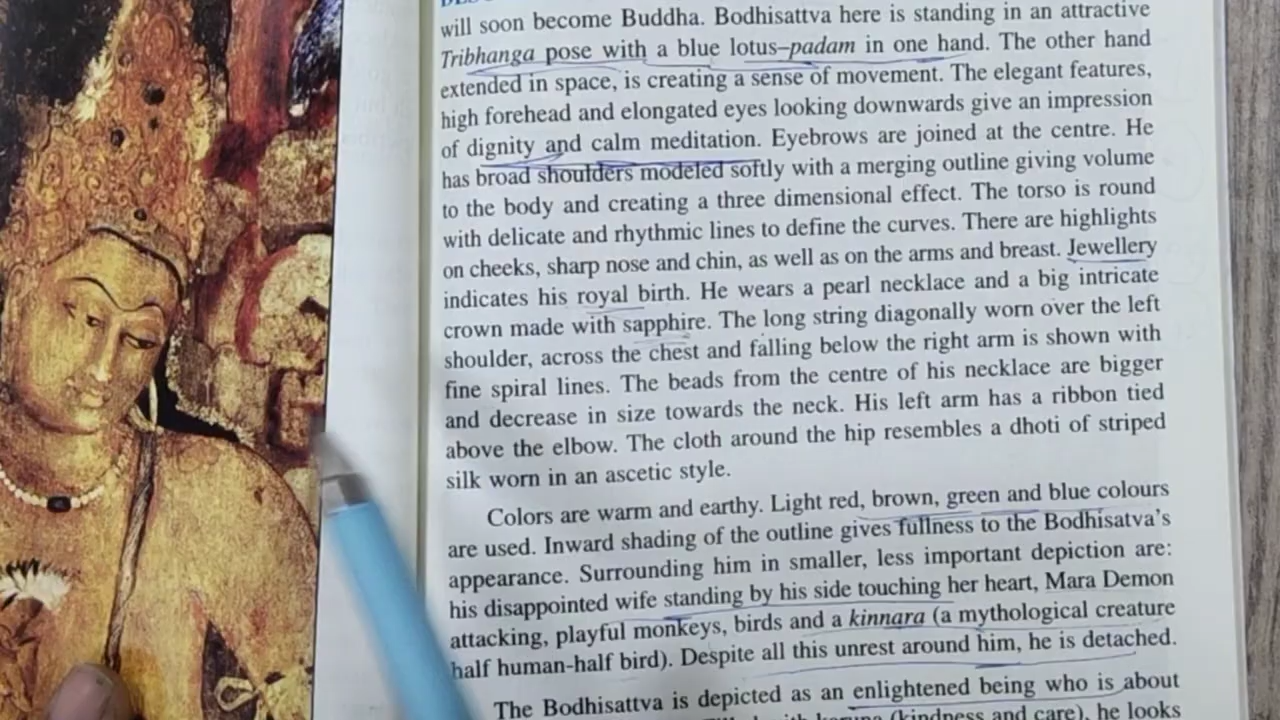 will soon become Buddha. Bodhisattva here is standing in an attractive
Tribhanga pose with a blue lotus–padam in one hand. The other hand
extended in space, is creating a sense of movement. The elegant features,
high forehead and elongated eyes looking downwards give an impression
of dignity and calm meditation. Eyebrows are joined at the centre. He
has broad shoulders modeled softly with a merging outline giving volume
to the body and creating a three dimensional effect. The torso is round
with delicate and rhythmic lines to define the curves. There are highlights
on cheeks, sharp nose and chin, as well as on the arms and breast. Jewellery
indicates his royal birth. He wears a pearl necklace and a big intricate
crown made with sapphire. The long string diagonally worn over the left
shoulder, across the chest and falling below the right arm is shown with
fine spiral lines. The beads from the centre of his necklace are bigger
and decrease in size towards the neck. His left arm has a ribbon tied
above the elbow. The cloth around the hip resembles a dhoti of striped
silk worn in an ascetic style.
Colors are warm and earthy. Light red, brown, green and blue colours
are used. Inward shading of the outline gives fullness to the Bodhisatva's
appearance. Surrounding him in smaller, less important depiction are:
his disappointed wife standing by his side touching her heart, Mara Demon
attacking, playful monkeys, birds and a kinnara (a mythological creature
half human-half bird). Despite all this unrest around him, he is detached.
The Bodhisattva is depicted as an enlightened being who is about
(kindness and care), he looks